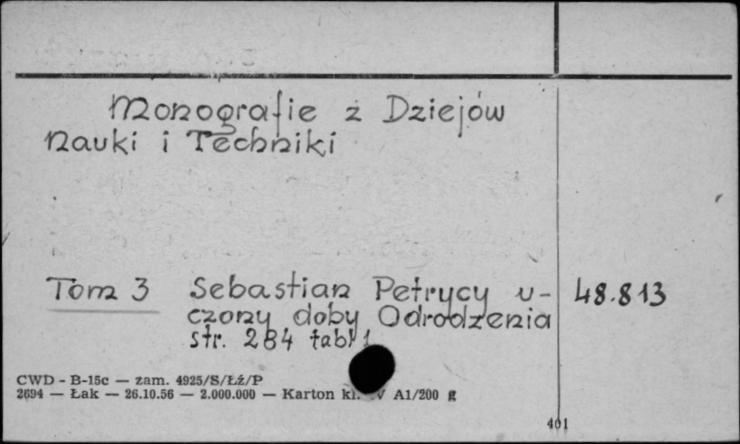 Monografie z Dziejów
Nauki i Techniki
Tom 3 Sebastian Petrycy u- 48.813
czony doby Odrodzenia
str. 284 tabl 1
CWD - B-15c — zam. 4925/S/Łź/P
2694 — Łak — 26.10.56 — 2.000.000 — Karton kl. V A1/200 g
401